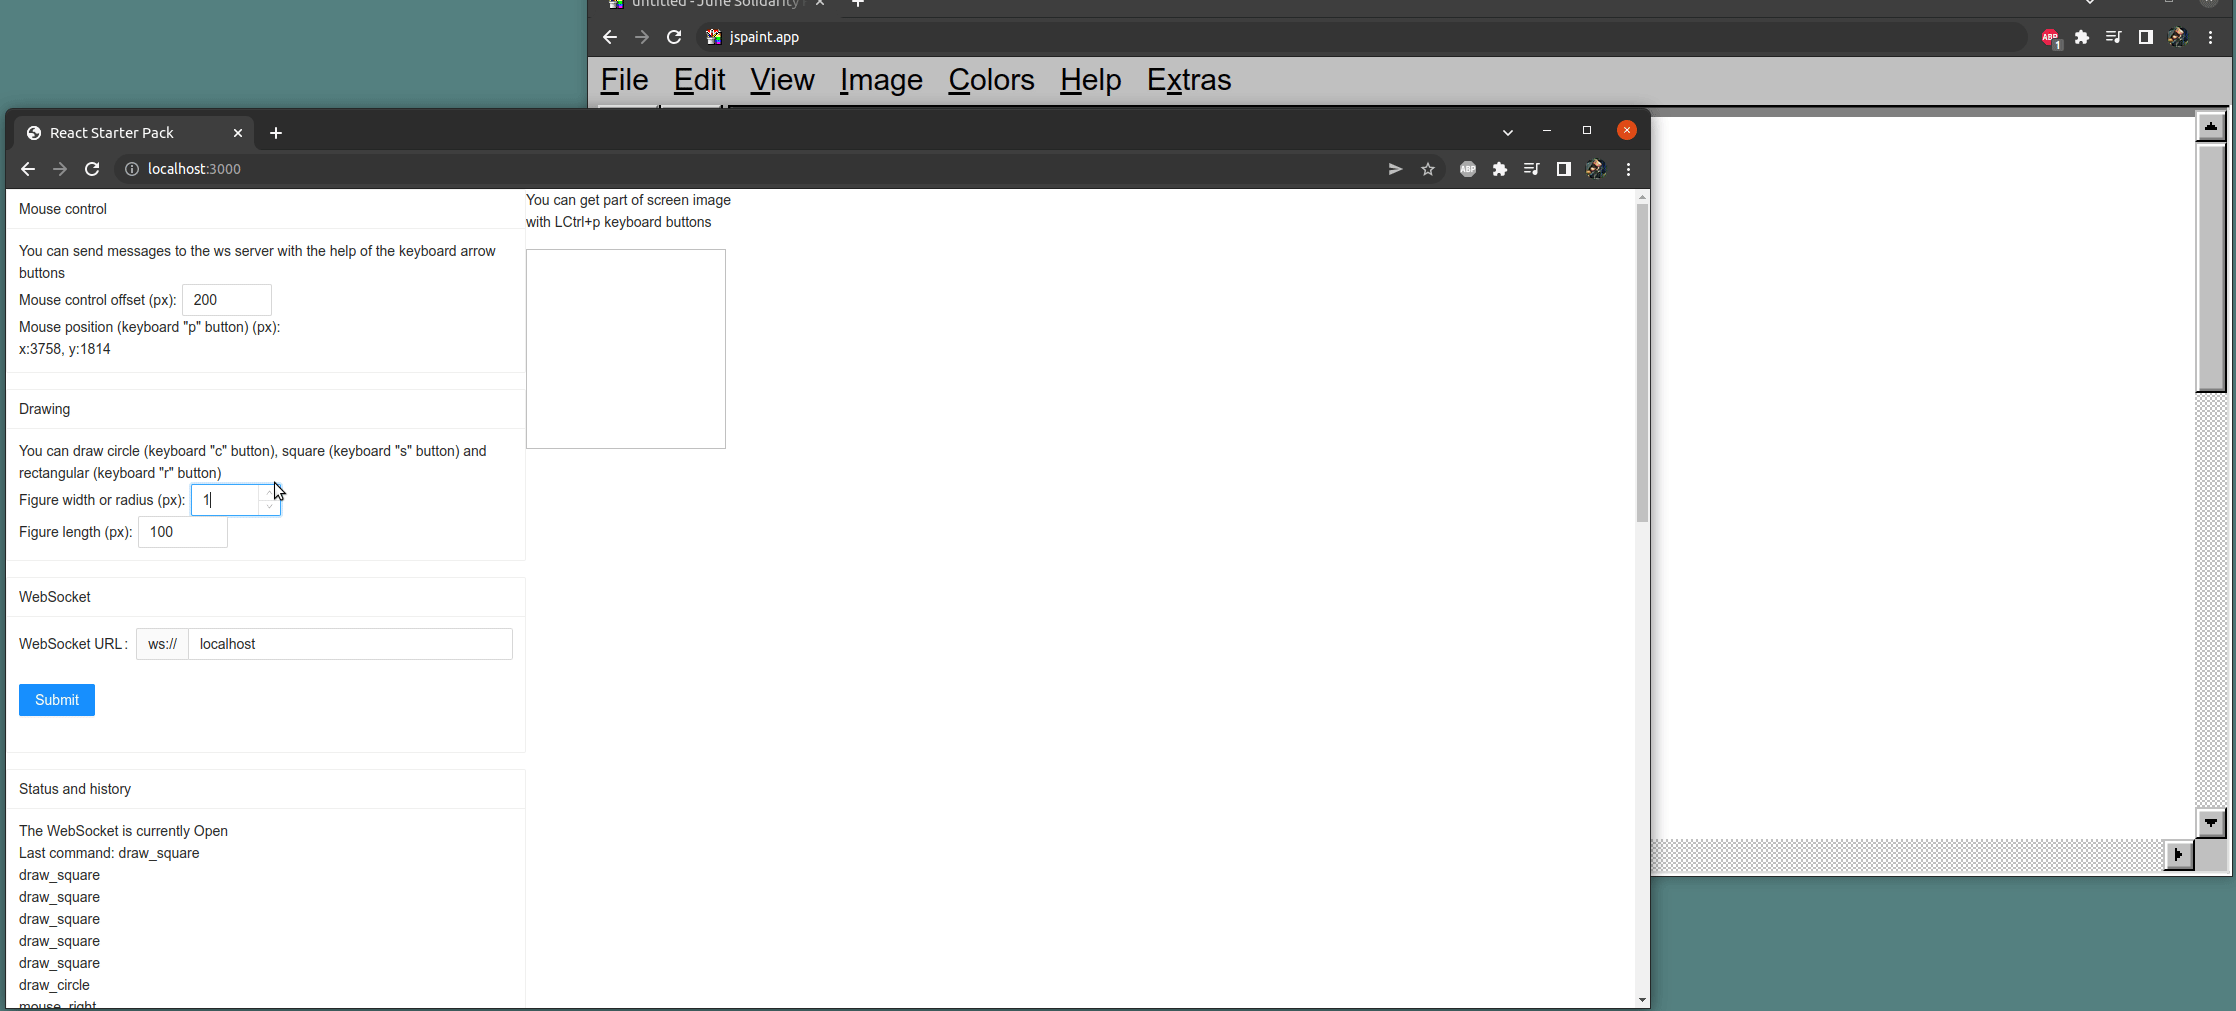 untitled - June Solidarity
jspaint.app
ABP
1
File Edit View Image Colors Help Extras
React Starter Pack
localhost:3000
ABP
Mouse control
You can send messages to the ws server with the help of the keyboard arrow
buttons
Mouse control offset (px): 200
Mouse position (keyboard "p" button) (px):
x:3758, y:1814
Drawing
You can draw circle (keyboard "c" button), square (keyboard "s" button) and
rectangular (keyboard "r" button)
Figure width or radius (px): 1
Figure length (px): 100
WebSocket
WebSocket URL : ws:// localhost
Submit
Status and history
The WebSocket is currently Open
Last command: draw_square
draw_square
draw_square
draw_square
draw_square
draw_square
draw_circle
mouse_right
You can get part of screen image
with LCtrl+p keyboard buttons